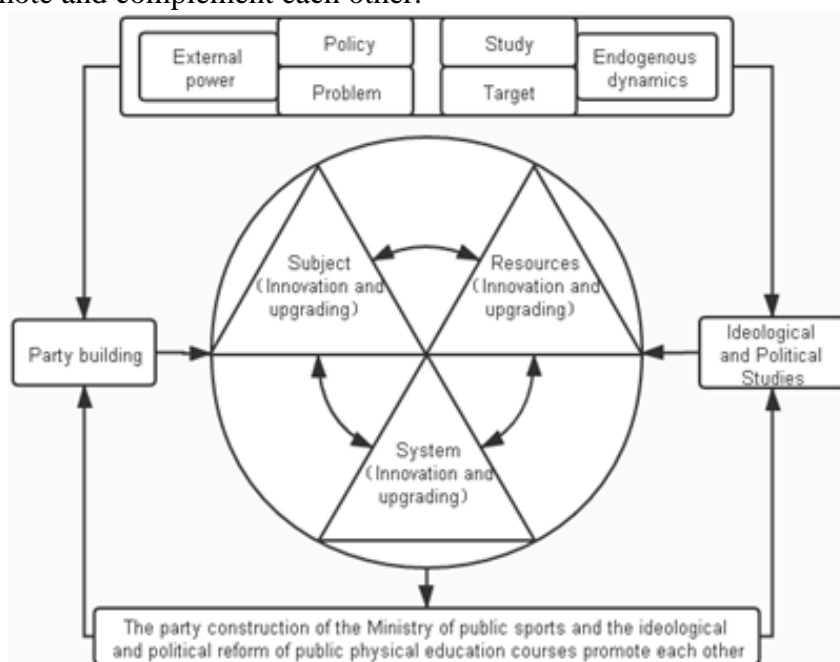 note and complement each other.
External
power
Policy
Problem
Study
Target
Endogenous
dynamics
Subject
(Innovation and
upgrading)
Resources
(Innovation and
upgrading)
Party building
Ideological
and Political
Studies
System
(Innovation and
upgrading)
The party construction of the Ministry of public sports and the ideological
and political reform of public physical education courses promote each other